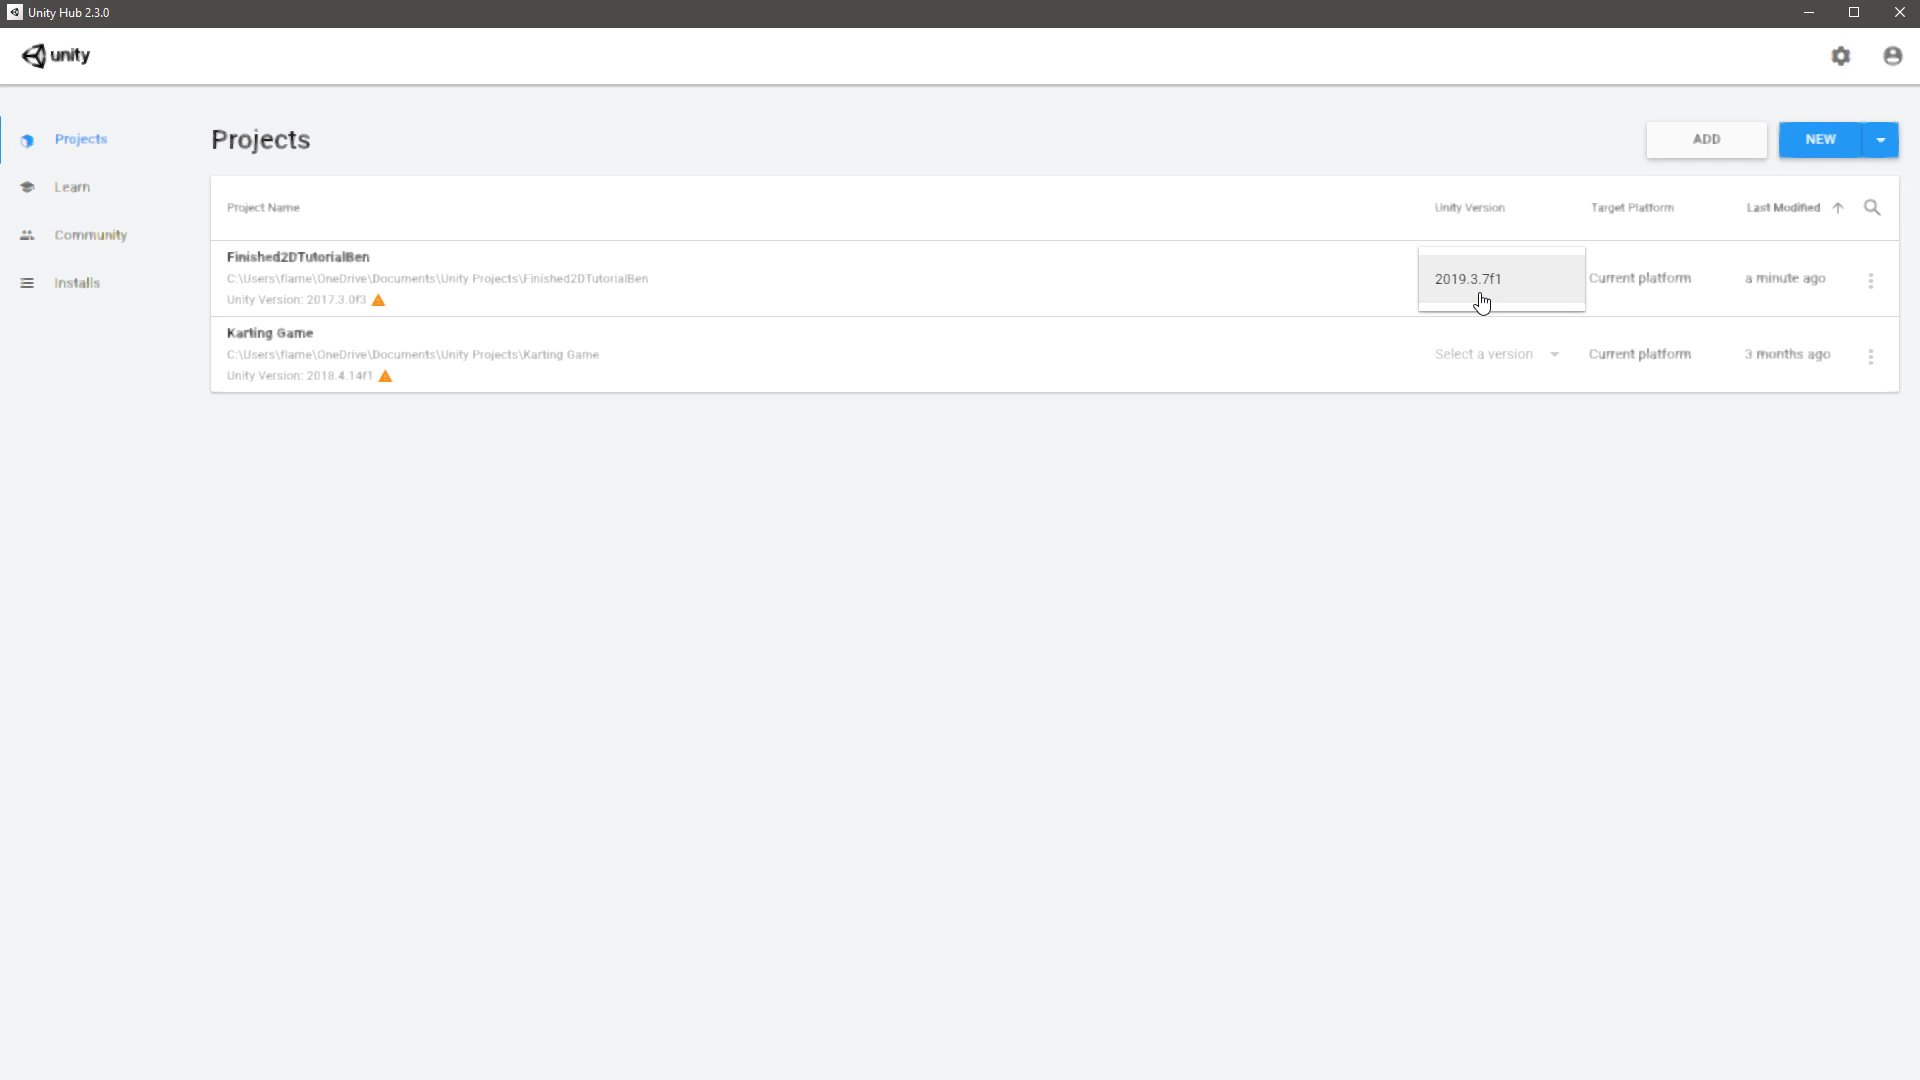 Unity Hub 2.3.0
unity
Projects
Learn
Community
Installs
Projects
ADD
NEW
Project Name
Unity Version
Target Platform
Last Modified
Finished2DTutorialBen
C:\Users\flame\OneDrive\Documents\Unity Projects\Finished2DTutorialBen
Unity Version: 2017.3.0f3
2019.3.7f1
Current platform
a minute ago
Karting Game
C:\Users\flame\OneDrive\Documents\Unity Projects\Karting Game
Unity Version: 2018.4.14f1
Select a version
Current platform
3 months ago